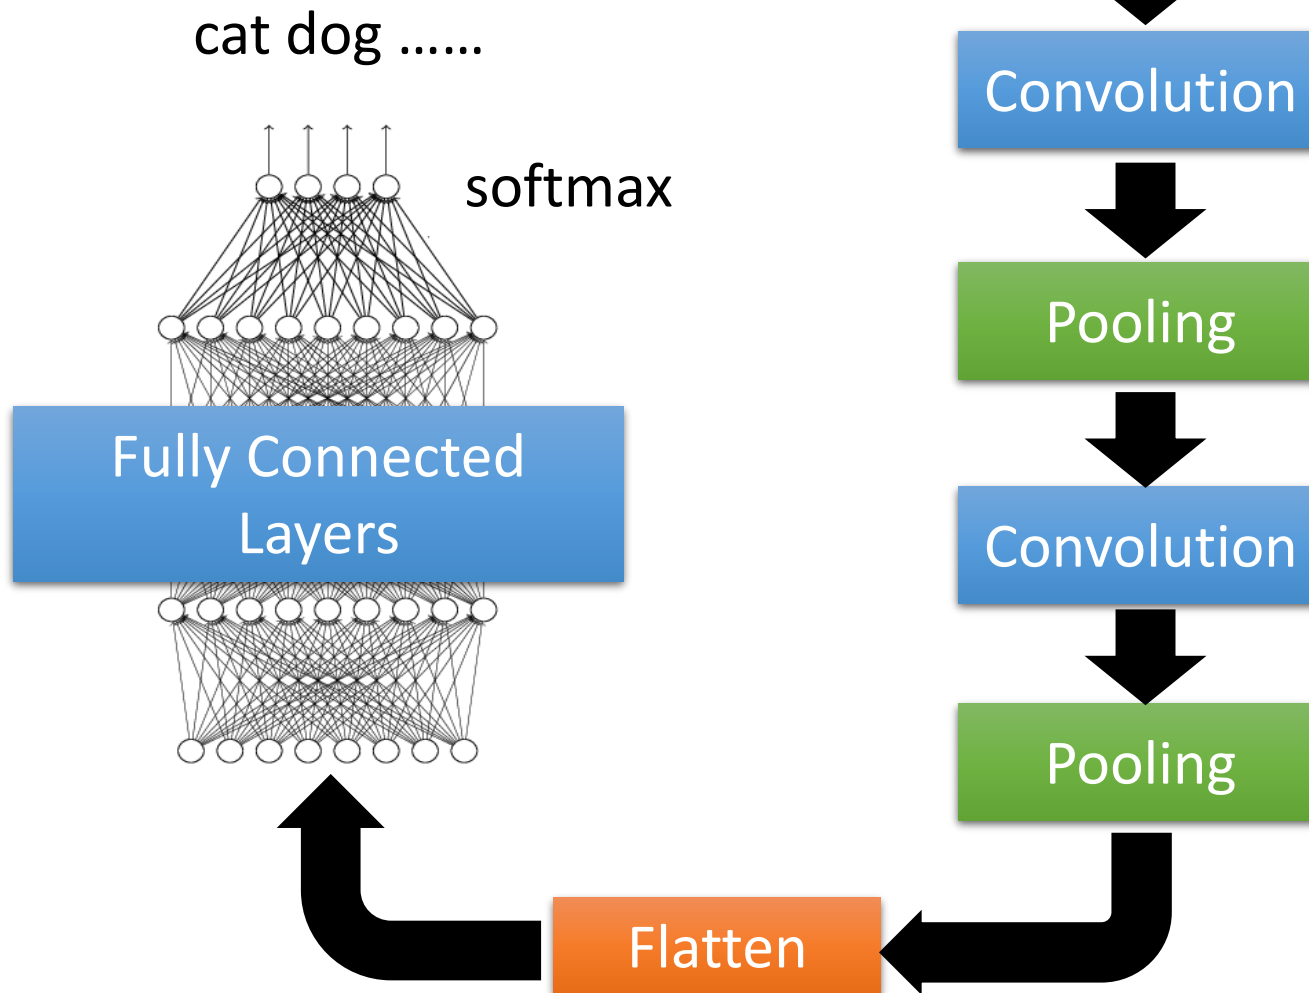 cat dog ......
softmax
Fully Connected
Layers
Convolution
Pooling
Convolution
Pooling
Flatten